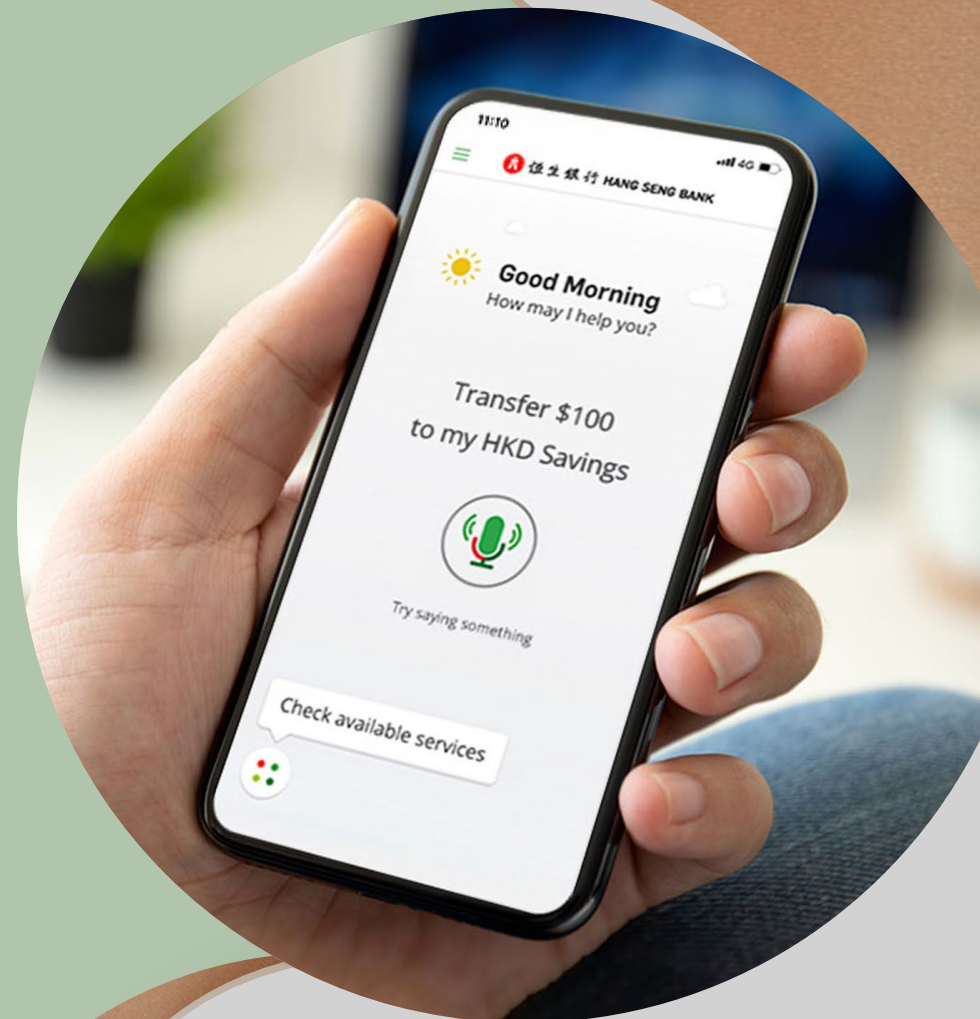 11:10
4G
恒生銀行 HANG SENG BANK
Good Morning
How may I help you?
Transfer $100
to my HKD Savings
Try saying something
Check available services